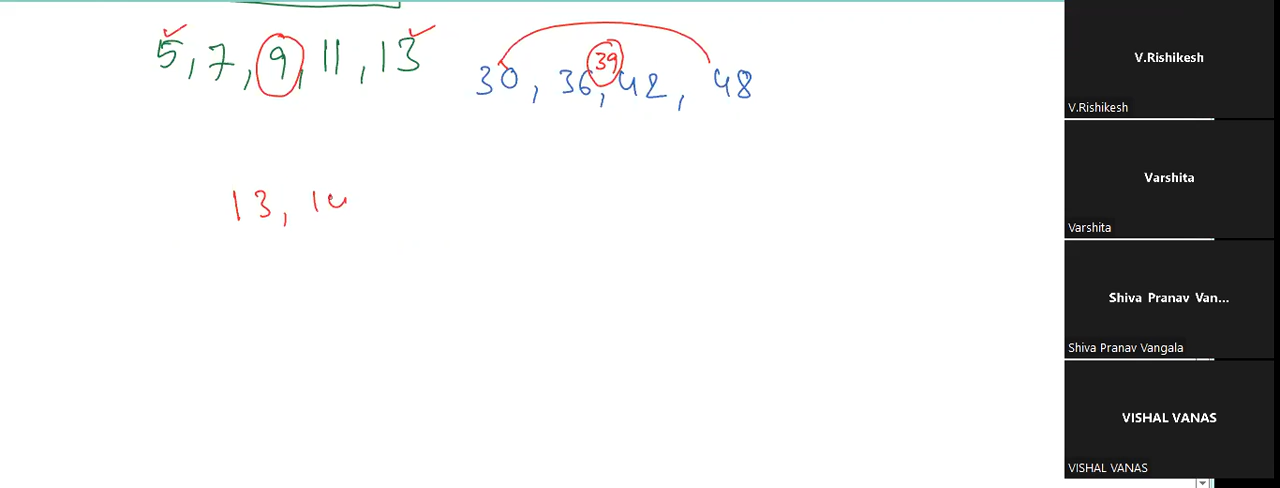 5, 7, 9, 11, 13
30, 36, 39 42, 48
13, 14
V.Rishikesh
V.Rishikesh
Varshita
Varshita
Shiva Pranav Van...
Shiva Pranav Vangala
VISHAL VANAS
VISHAL VANAS